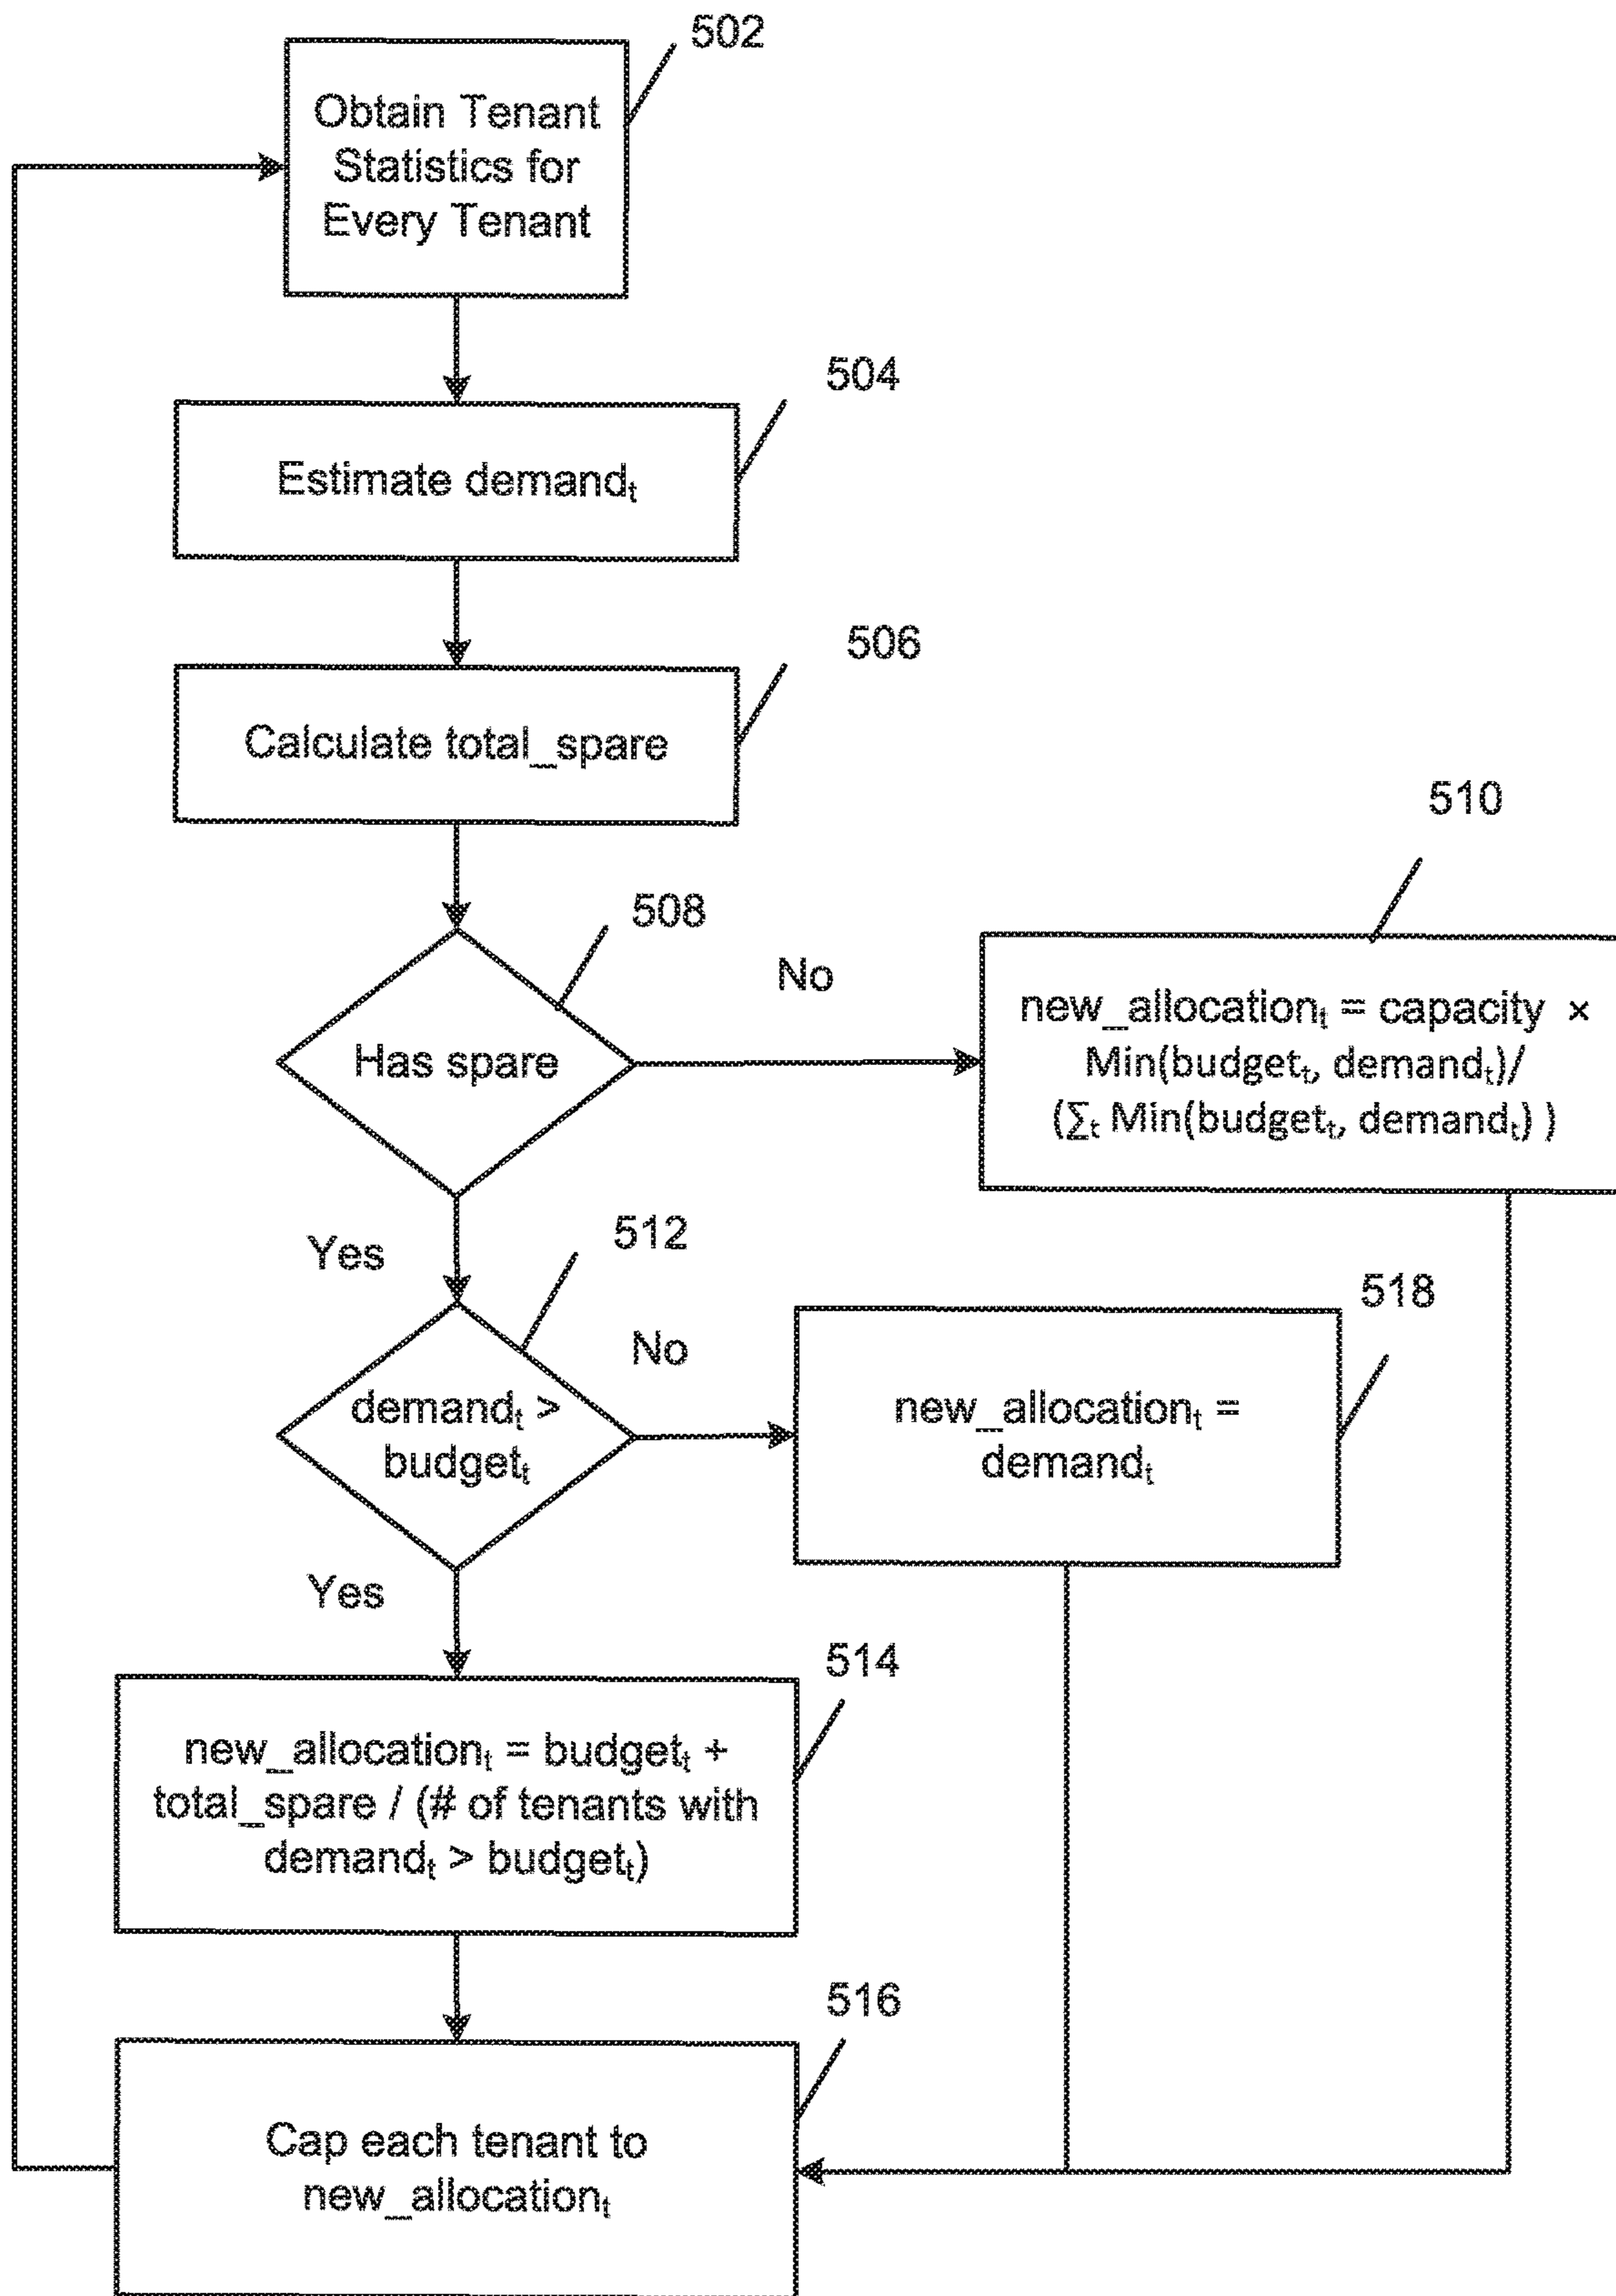 502
Obtain Tenant
Statistics for
Every Tenant
504
Estimate demandₜ
506
Calculate total_spare
508
Has spare
No
510
new_allocationₜ = capacity ×
Min(budgetₜ, demandₜ)/
(∑ₜ Min(budgetₜ, demandₜ) )
Yes
512
demandₜ >
budgetₜ
No
518
new_allocationₜ =
demandₜ
Yes
514
new_allocationₜ = budgetₜ +
total_spare / (# of tenants with
demandₜ > budgetₜ)
516
Cap each tenant to
new_allocationₜ